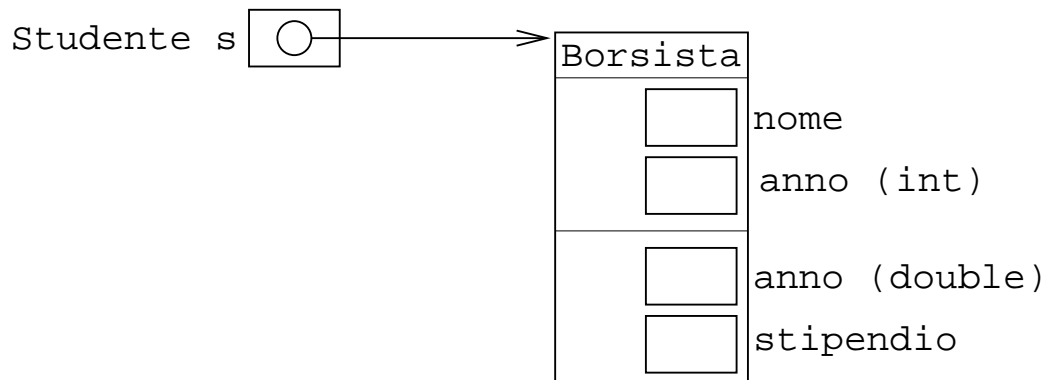 Studente s
Borsista
nome
anno (int)
anno (double)
stipendio